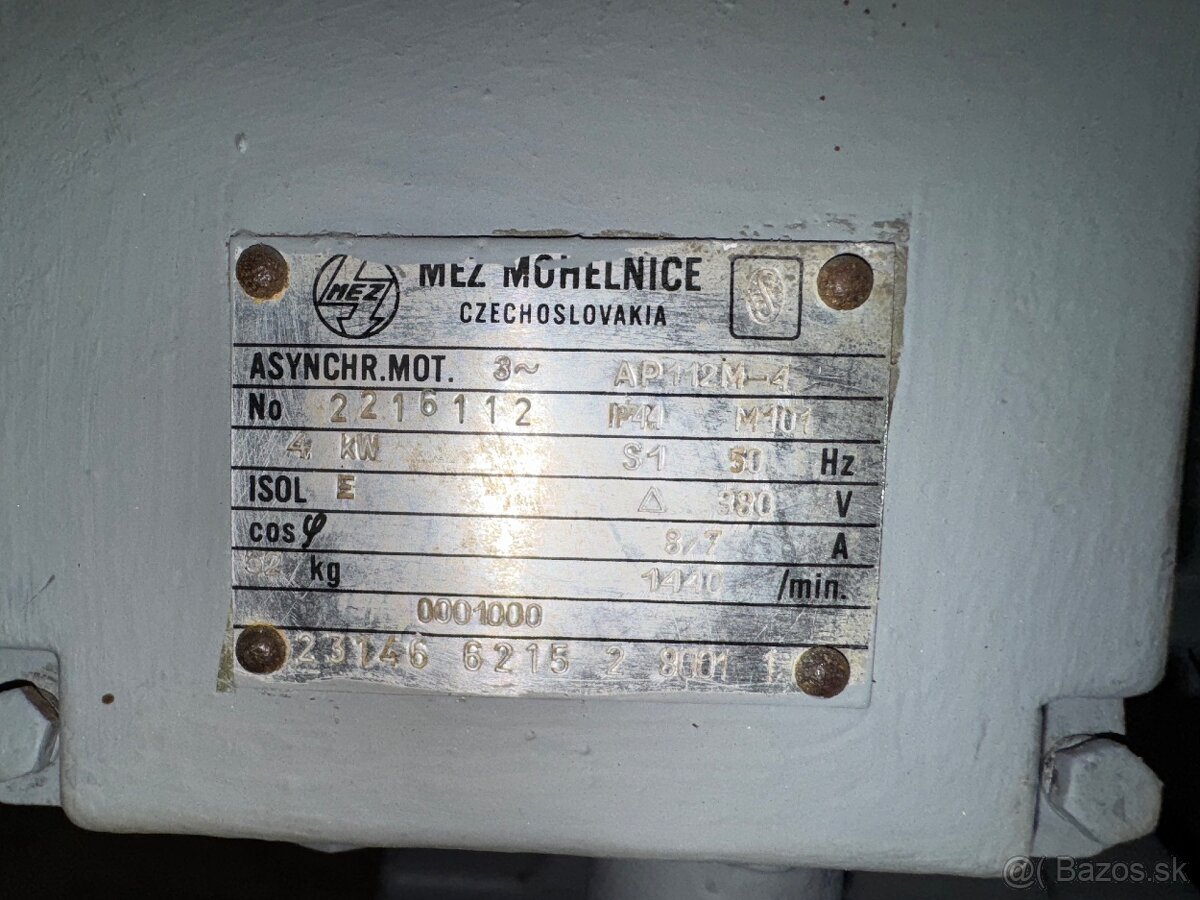 MEZ
MEZ MOHELNICE
CZECHOSLOVAKIA
ASYNCHR.MOT. 3~ AP112M-4
No 2216112 IP44 M101
4 kW S1 50 Hz
ISOL E △ 380 V
cos φ 8,7 A
52 kg 1440 /min.
0001000
23146 6215 2 8001 1
@( Bazos.sk